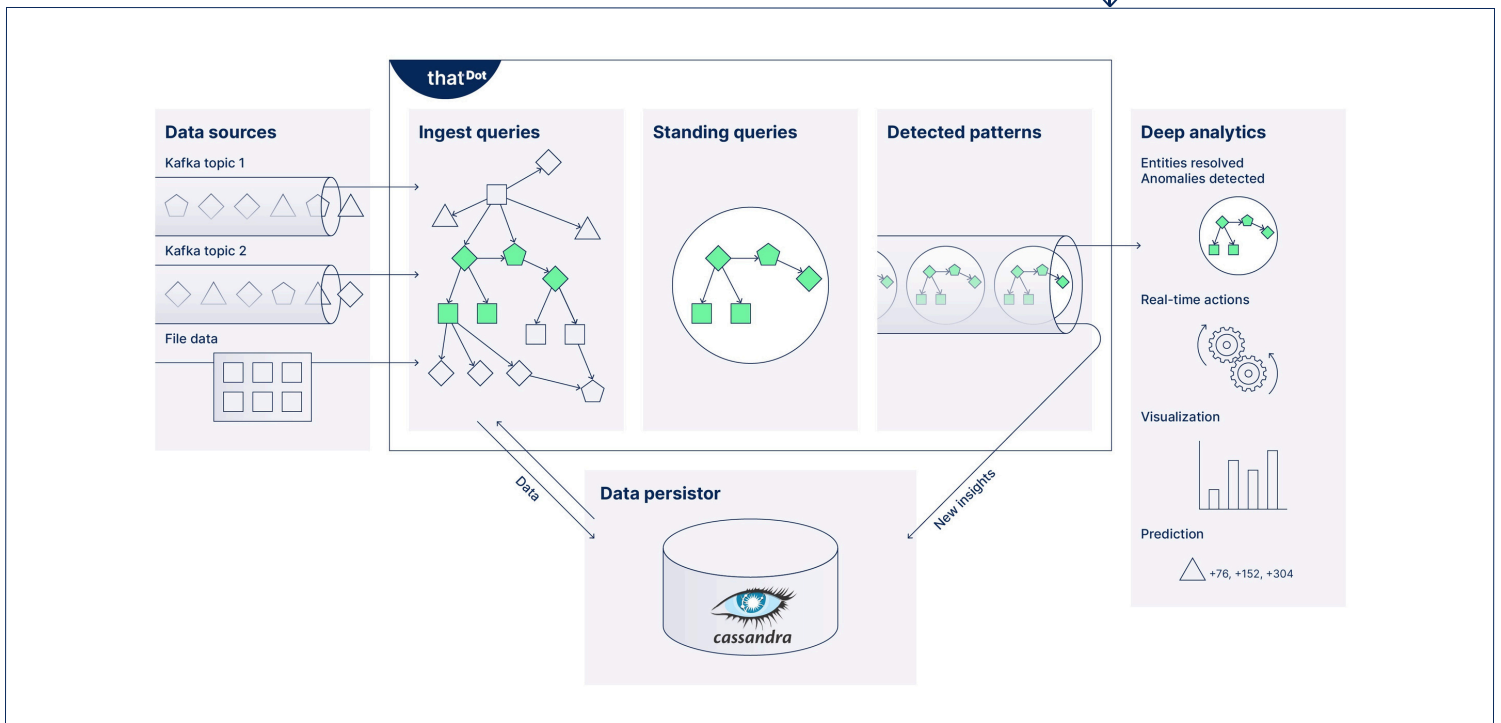 thatDot
Data sources
Kafka topic 1
Kafka topic 2
File data
Ingest queries
Standing queries
Detected patterns
Deep analytics
Entities resolved
Anomalies detected
Real-time actions
Visualization
Prediction
+76, +152, +304
Data
New insights
Data persistor
cassandra